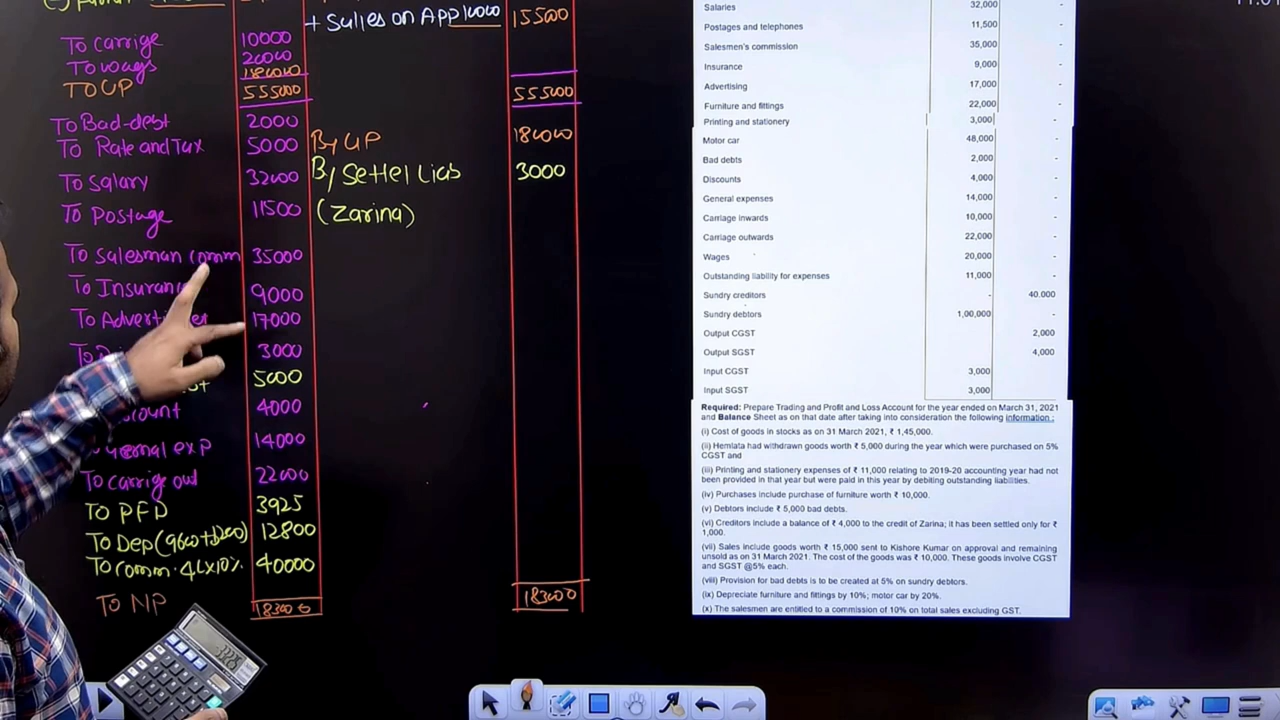 + Sales on App 10000 155000
To Carrige 10000
To wages 20000
To GP
555000 555000
To Bad-debt 2000
To Rate and Tax 5000 By GP
To Salary 32000 By Settel Liab 3000
To Postage 11500 (Zarina)
To Salesman comm 35000
To Insuran 9000
To Adverti 17000
3000
5000
count 4000
exp 14000
To Carrige out 22000
To PFD 3925
To Dep (9600+3200) 12800
To Comm. 4L×10% 40000
To NP
183000
Salaries 32,000 -
Postages and telephones 11,500 -
Salesmen's commission 35,000 -
Insurance 9,000 -
Advertising 17,000 -
Furniture and fittings 22,000 -
Printing and stationery 3,000 -
Motor car 48,000 -
Bad debts 2,000 -
Discounts 4,000 -
General expenses 14,000 -
Carriage inwards 10,000 -
Carriage outwards 22,000 -
Wages 20,000 -
Outstanding liability for expenses 11,000 -
Sundry creditors - 40.000
Sundry debtors 1,00,000 -
Output CGST 2,000
Output SGST 4,000
Input CGST 3,000
Input SGST 3,000
Required: Prepare Trading and Profit and Loss Account for the year ended on March 31, 2021
and Balance Sheet as on that date after taking into consideration the following information :
(i) Cost of goods in stocks as on 31 March 2021, ₹ 1,45,000.
(ii) Hemlata had withdrawn goods worth ₹ 5,000 during the year which were purchased on 5%
CGST and
(iii) Printing and stationery expenses of ₹ 11,000 relating to 2019-20 accounting year had not
been provided in that year but were paid in this year by debiting outstanding liabilities.
(iv) Purchases include purchase of furniture worth ₹ 10,000.
(v) Debtors include ₹ 5,000 bad debts.
(vi) Creditors include a balance of ₹ 4,000 to the credit of Zarina; it has been settled only for ₹
1,000.
(vii) Sales include goods worth ₹ 15,000 sent to Kishore Kumar on approval and remaining
unsold as on 31 March 2021. The cost of the goods was ₹ 10,000. These goods involve CGST
and SGST @5% each.
(viii) Provision for bad debts is to be created at 5% on sundry debtors.
(ix) Depreciate furniture and fittings by 10%; motor car by 20%.
(x) The salesmen are entitled to a commission of 10% on total sales excluding GST.